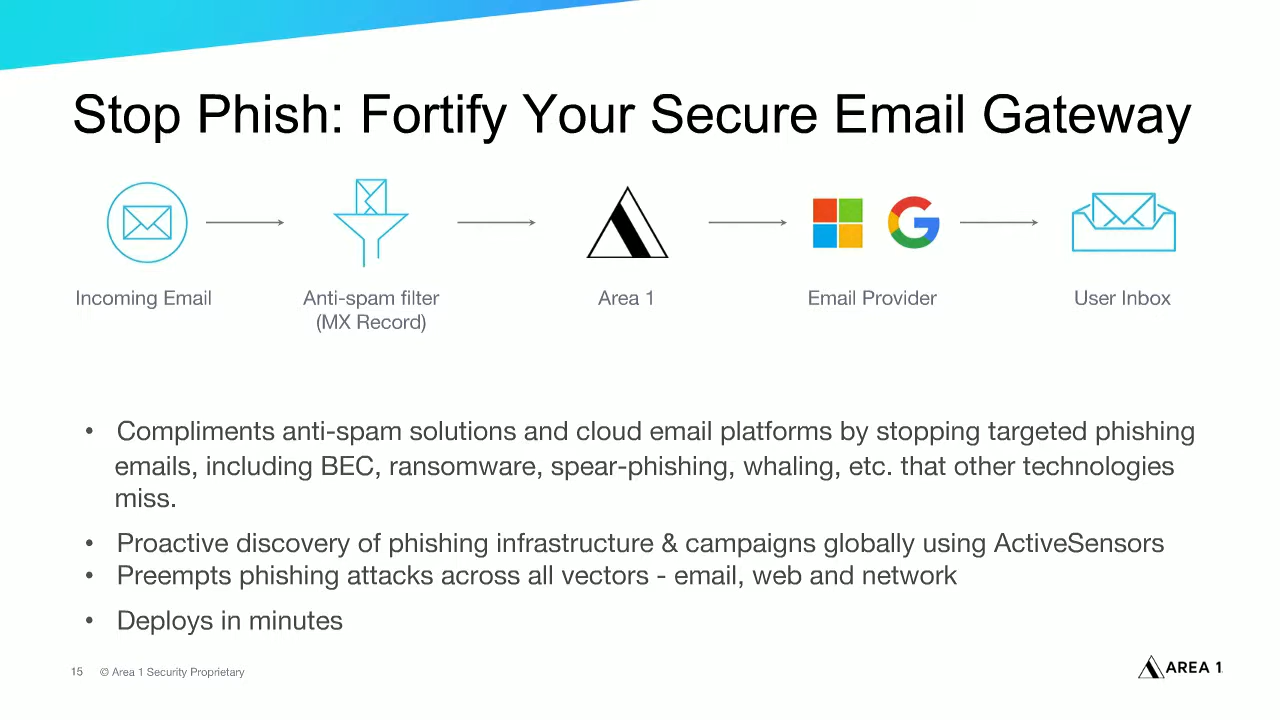 Stop Phish: Fortify Your Secure Email Gateway
Incoming Email
Anti-spam filter
(MX Record)
Area 1
Email Provider
User Inbox
• Compliments anti-spam solutions and cloud email platforms by stopping targeted phishing
emails, including BEC, ransomware, spear-phishing, whaling, etc. that other technologies
miss.
• Proactive discovery of phishing infrastructure & campaigns globally using ActiveSensors
• Preempts phishing attacks across all vectors - email, web and network
• Deploys in minutes
15 © Area 1 Security Proprietary
AREA 1